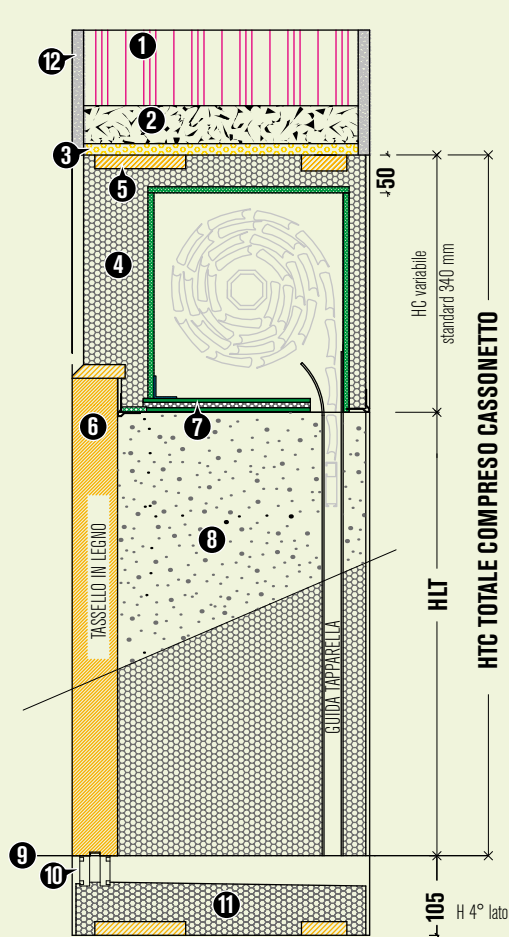 1
12
2
3
5
50
4
HC variabile
standard 340 mm
HTC TOTALE COMPRESO CASSONETTO
6
7
TASSELLO IN LEGNO
8
HLT
GUIDA TAPPARELLA
9
10
11
105
H 4° lato